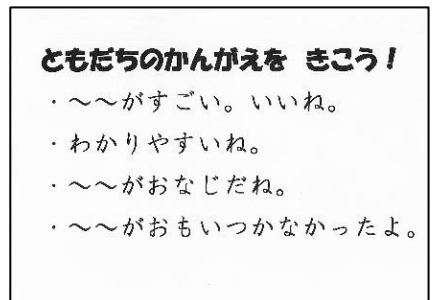 ともだちのかんがえを きこう！
・～～がすごい。いいね。
・わかりやすいね。
・～～がおなじだね。
・～～がおもいつかなかったよ。